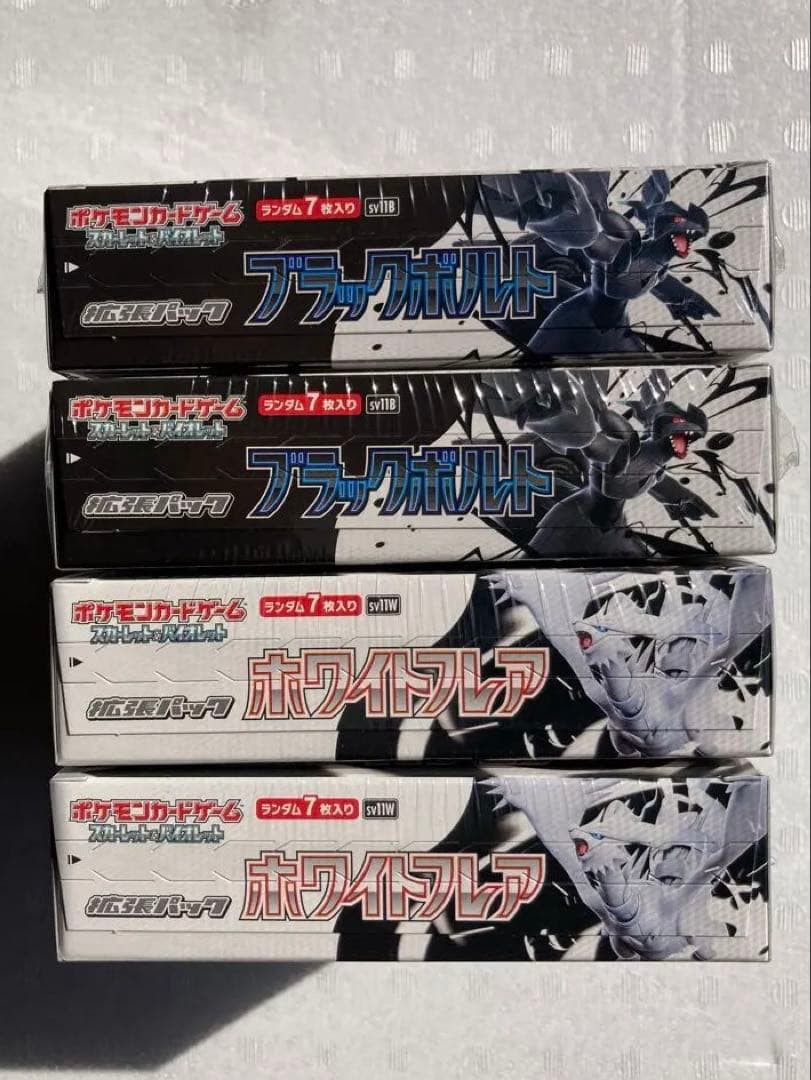 ポケモンカードゲーム ランダム7枚入り sv11B
スカーレット&バイオレット
ブラックボルト
拡張パック
ポケモンカードゲーム ランダム7枚入り sv11B
スカーレット&バイオレット
ブラックボルト
拡張パック
ポケモンカードゲーム ランダム7枚入り sv11W
スカーレット&バイオレット
ホワイトフレア
拡張パック
ポケモンカードゲーム ランダム7枚入り sv11W
スカーレット&バイオレット
ホワイトフレア
拡張パック